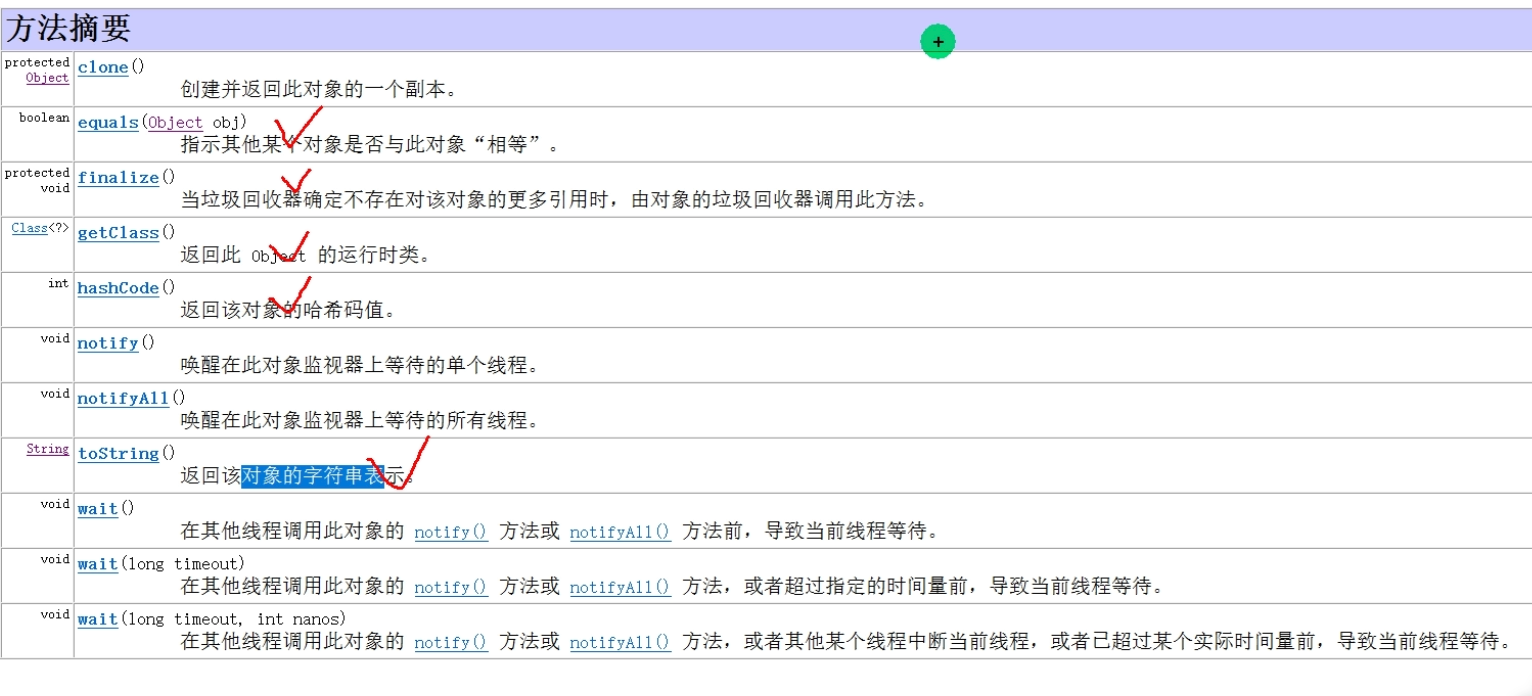 方法摘要
protected Object clone()
创建并返回此对象的一个副本。
boolean equals(Object obj)
指示其他某个对象是否与此对象“相等”。
protected void finalize()
当垃圾回收器确定不存在对该对象的更多引用时，由对象的垃圾回收器调用此方法。
Class<?> getClass()
返回此 Object 的运行时类。
int hashCode()
返回该对象的哈希码值。
void notify()
唤醒在此对象监视器上等待的单个线程。
void notifyAll()
唤醒在此对象监视器上等待的所有线程。
String toString()
返回该对象的字符串表示。
void wait()
在其他线程调用此对象的 notify() 方法或 notifyAll() 方法前，导致当前线程等待。
void wait(long timeout)
在其他线程调用此对象的 notify() 方法或 notifyAll() 方法，或者超过指定的时间量前，导致当前线程等待。
void wait(long timeout, int nanos)
在其他线程调用此对象的 notify() 方法或 notifyAll() 方法，或者其他某个线程中断当前线程，或者已超过某个实际时间量前，导致当前线程等待。